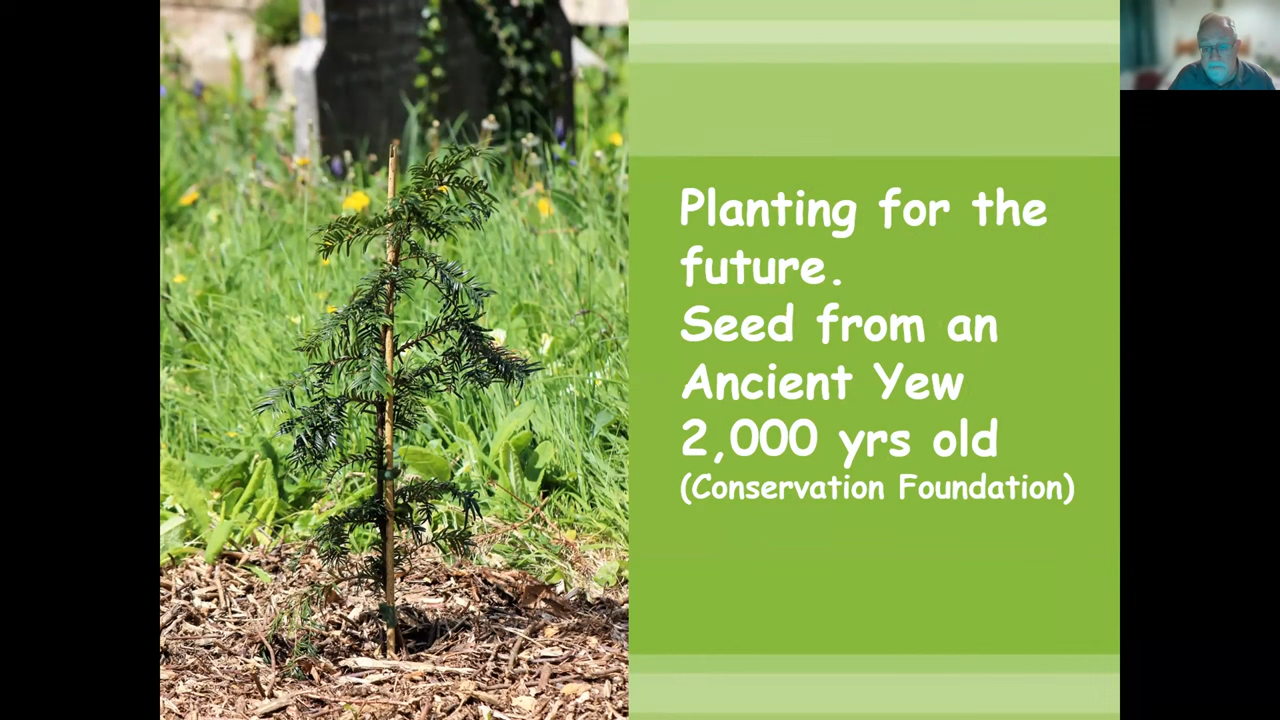 Planting for the
future.
Seed from an
Ancient Yew
2,000 yrs old
(Conservation Foundation)